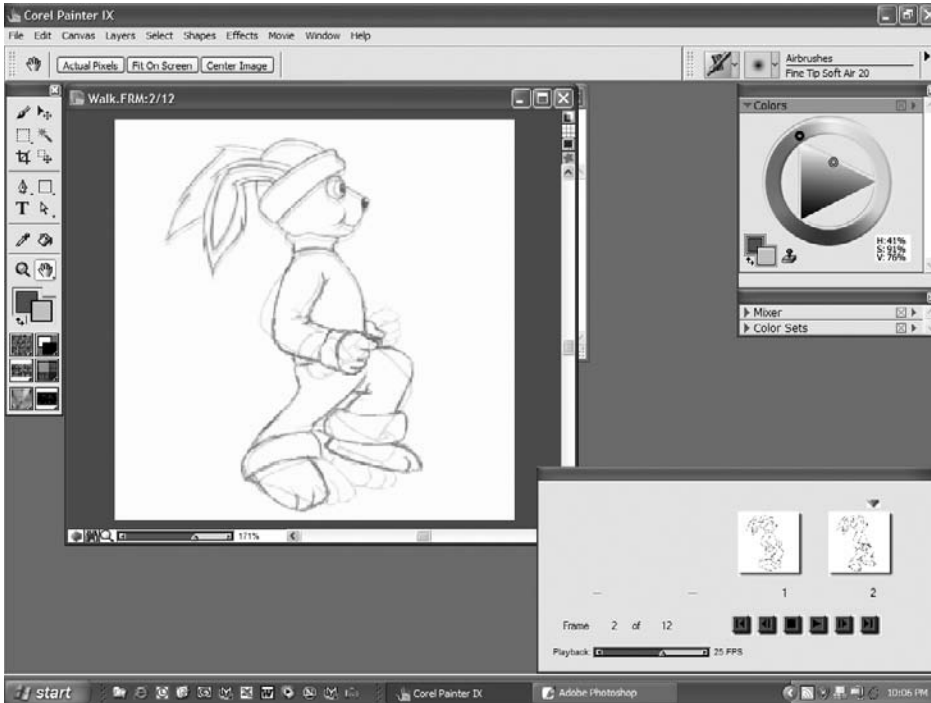 Corel Painter IX
File Edit Canvas Layers Select Shapes Effects Movie Window Help
Actual Pixels Fit On Screen Center Image
Airbrushes
Fine Tip Soft Air 20
Walk.FRM:2/12
Colors
H:41%
S:91%
V:76%
Mixer
Color Sets
T
171%
1 2
Frame 2 of 12
Playback 25 FPS
start Corel Painter IX Adobe Photoshop 10:06 PM